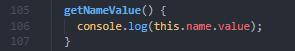 105 getNameValue() {
106 console.log(this.name.value);
107 }